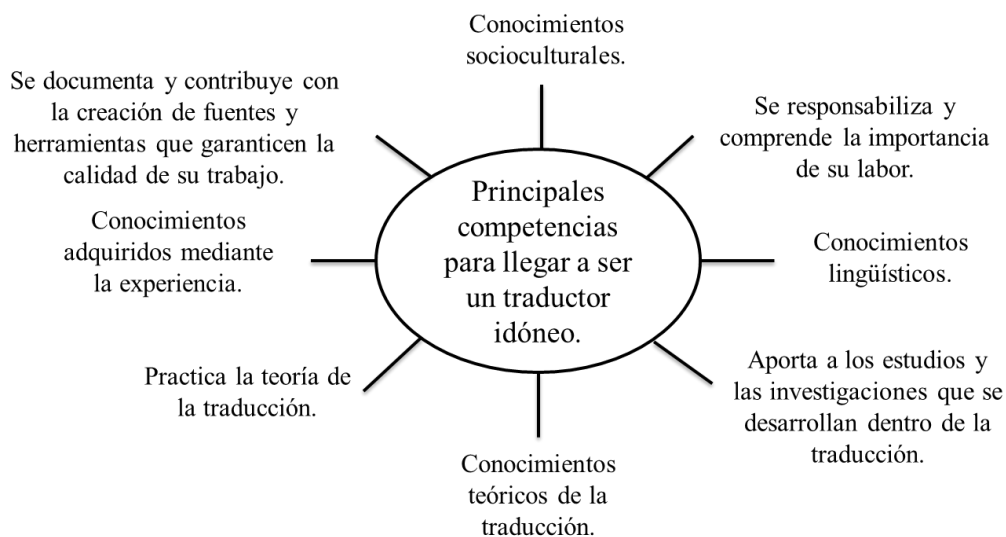 Conocimientos
socioculturales.
Se documenta y contribuye con
la creación de fuentes y
herramientas que garanticen la
calidad de su trabajo.
Se responsabiliza y
comprende la importancia
de su labor.
Principales
competencias
para llegar a ser
un traductor
idóneo.
Conocimientos
adquiridos mediante
la experiencia.
Conocimientos
lingüísticos.
Practica la teoría de
la traducción.
Aporta a los estudios y
las investigaciones que se
desarrollan dentro de la
traducción.
Conocimientos
teóricos de la
traducción.